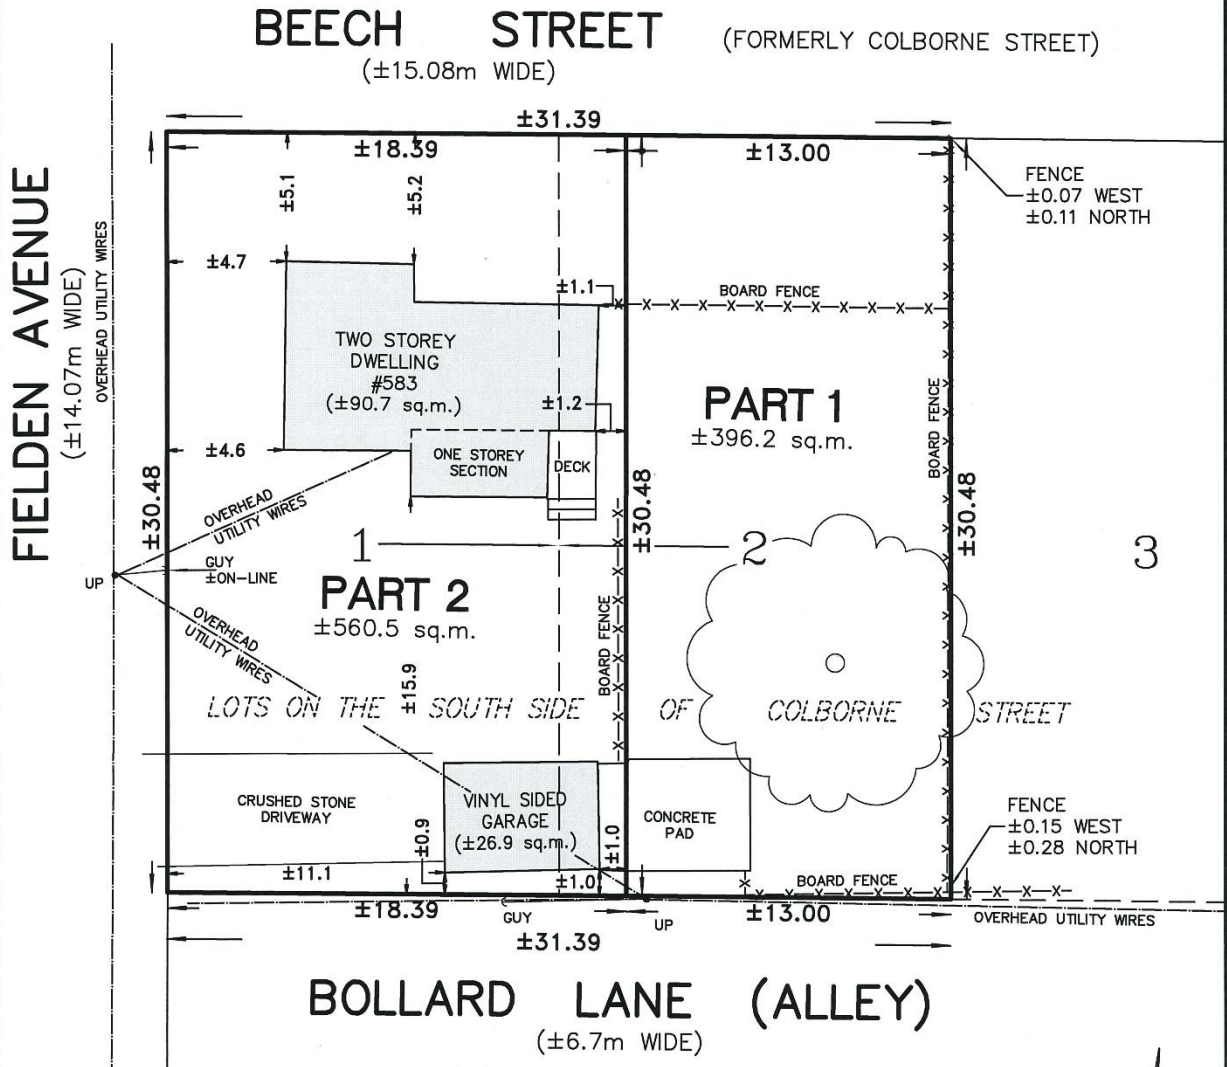 BEECH STREET (FORMERLY COLBORNE STREET)
(±15.08m WIDE)
±31.39
±18.39
±13.00
FIELDEN AVENUE
(±14.07m WIDE)
OVERHEAD UTILITY WIRES
±5.1
±5.2
FENCE
±0.07 WEST
±0.11 NORTH
±4.7
±1.1
BOARD FENCE
TWO STOREY
DWELLING
#583
(±90.7 sq.m.)
±1.2
PART 1
±396.2 sq.m.
BOARD FENCE
±4.6
ONE STOREY
SECTION
DECK
±30.48
±30.48
±30.48
OVERHEAD
UTILITY WIRES
1
2
3
GUY
±ON-LINE
UP
PART 2
±560.5 sq.m.
OVERHEAD
UTILITY WIRES
BOARD FENCE
±15.9
LOTS ON THE SOUTH SIDE OF COLBORNE STREET
CRUSHED STONE
DRIVEWAY
VINYL SIDED
GARAGE
(±26.9 sq.m.)
±0.9
±1.0
CONCRETE
PAD
FENCE
±0.15 WEST
±0.28 NORTH
±11.1
±1.0
BOARD FENCE
±18.39
GUY
UP
±13.00
OVERHEAD UTILITY WIRES
±31.39
BOLLARD LANE (ALLEY)
(±6.7m WIDE)